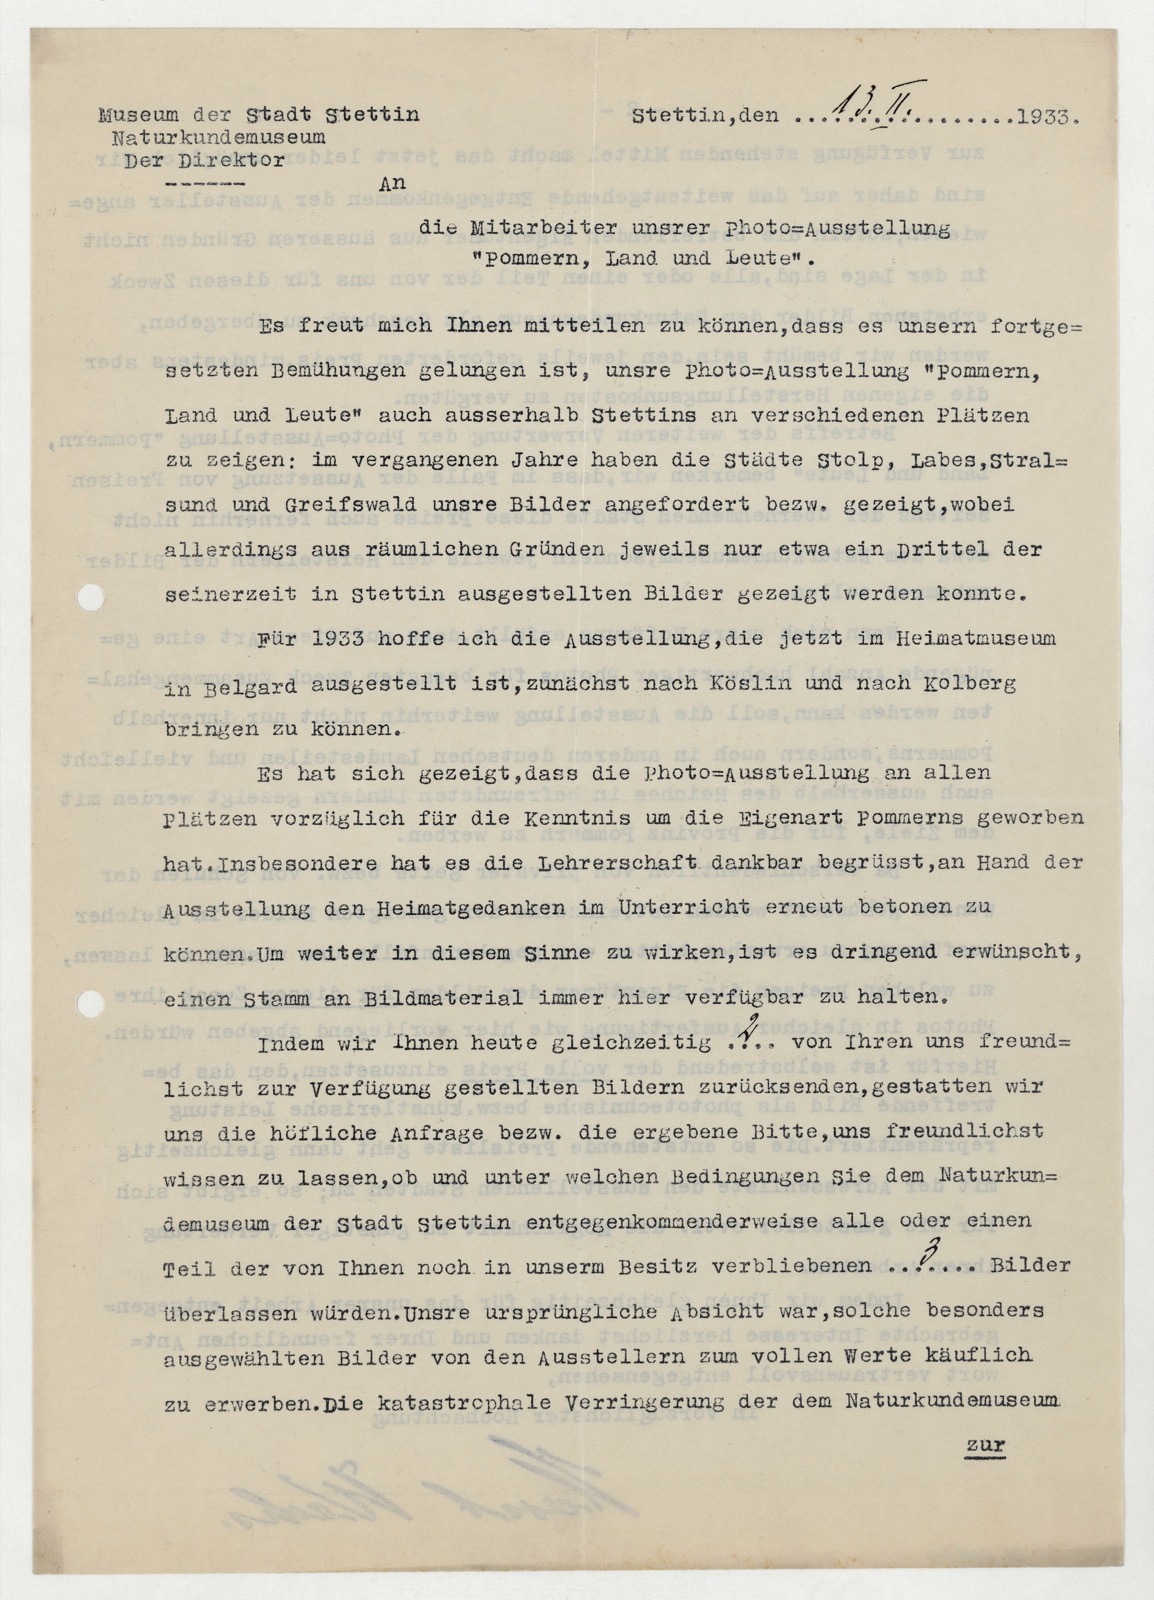 Museum der Stadt Stettin
Naturkundemuseum
Der Direktor
Stettin,den ..13. II...........1933.
An
die Mitarbeiter unsrer Photo=Ausstellung
"Pommern, Land und Leute".
Es freut mich Ihnen mitteilen zu können,dass es unsern fortge=
setzten Bemühungen gelungen ist, unsre Photo=Ausstellung "Pommern,
Land und Leute" auch ausserhalb Stettins an verschiedenen Plätzen
zu zeigen: im vergangenen Jahre haben die Städte Stolp, Labes,Stral=
sund und Greifswald unsre Bilder angefordert bezw. gezeigt,wobei
allerdings aus räumlichen Gründen jeweils nur etwa ein Drittel der
seinerzeit in Stettin ausgestellten Bilder gezeigt werden konnte.
Für 1933 hoffe ich die Ausstellung,die jetzt im Heimatmuseum
in Belgard ausgestellt ist,zunächst nach Köslin und nach Kolberg
bringen zu können.
Es hat sich gezeigt,dass die Photo=Ausstellung an allen
Plätzen vorzüglich für die Kenntnis um die Eigenart Pommerns geworben
hat.Insbesondere hat es die Lehrerschaft dankbar begrüsst,an Hand der
Ausstellung den Heimatgedanken im Unterricht erneut betonen zu
können.Um weiter in diesem Sinne zu wirken,ist es dringend erwünscht,
einen Stamm an Bildmaterial immer hier verfügbar zu halten.
Indem wir Ihnen heute gleichzeitig .2.. von Ihren uns freund=
lichst zur Verfügung gestellten Bildern zurücksenden,gestatten wir
uns die höfliche Anfrage bezw. die ergebene Bitte,uns freundlichst
wissen zu lassen,ob und unter welchen Bedingungen Sie dem Naturkun=
demuseum der Stadt Stettin entgegenkommenderweise alle oder einen
Teil der von Ihnen noch in unserm Besitz verbliebenen ..3.... Bilder
überlassen würden.Unsre ursprüngliche Absicht war,solche besonders
ausgewählten Bilder von den Ausstellern zum vollen Werte käuflich
zu erwerben.Die katastrophale Verringerung der dem Naturkundemuseum
zur